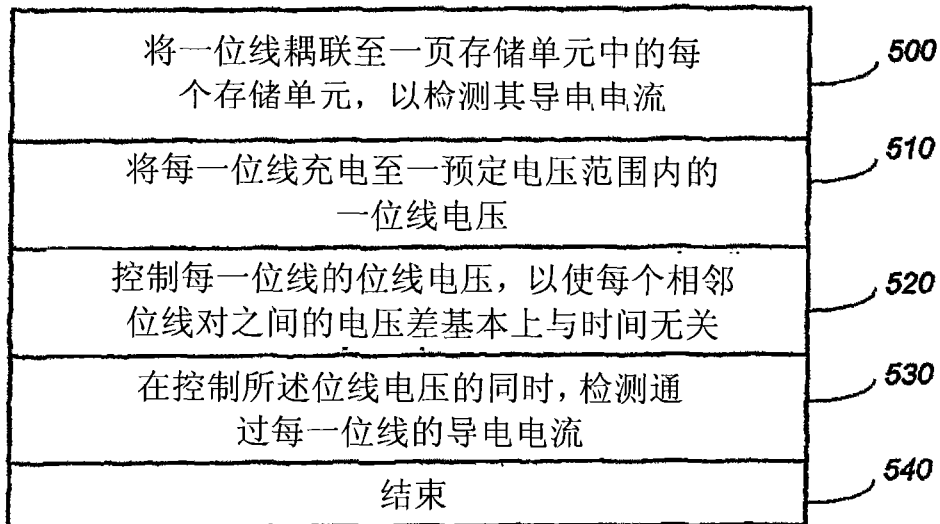 将一位线耦联至一页存储单元中的每
个存储单元，以检测其导电电流
500
将每一位线充电至一预定电压范围内的
一位线电压
510
控制每一位线的位线电压，以使每个相邻
位线对之间的电压差基本上与时间无关
520
在控制所述位线电压的同时，检测通
过每一位线的导电电流
530
结束
540